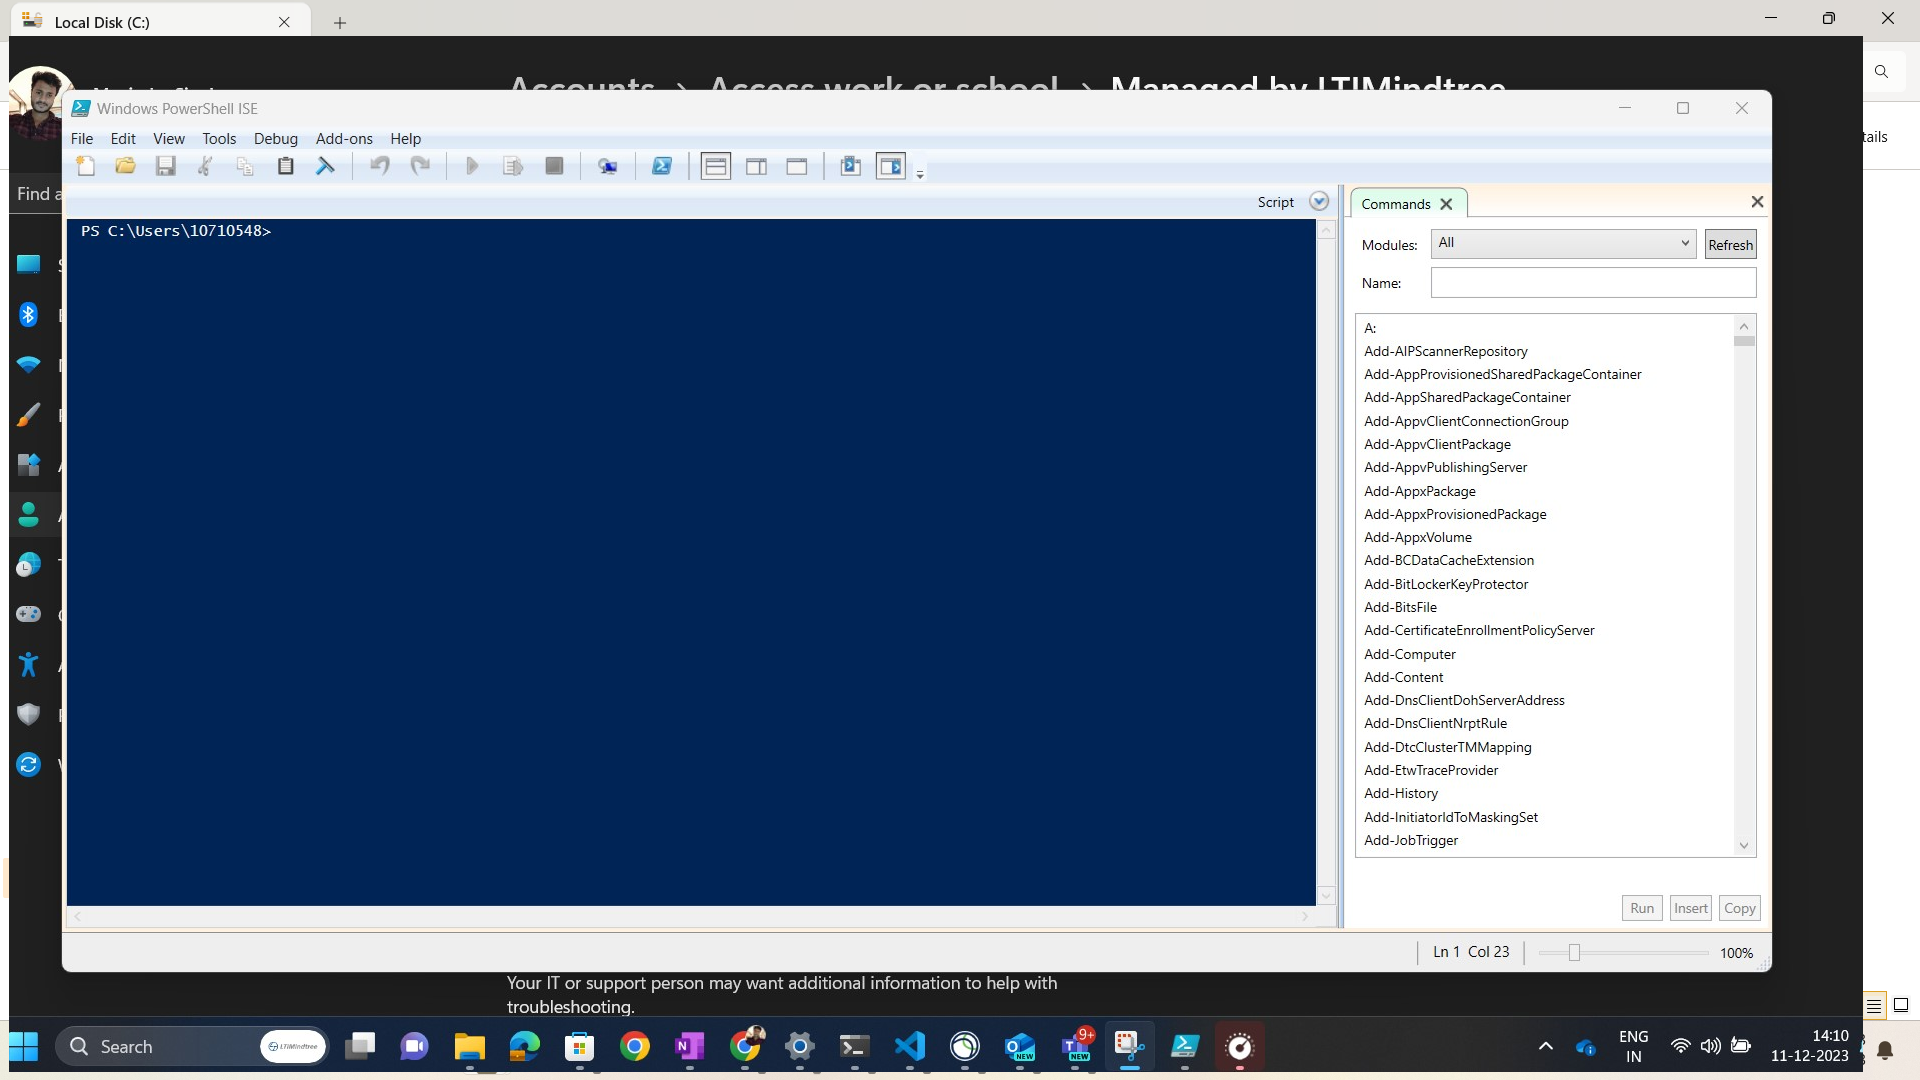 Local Disk (C:)
Accounts > Access work or school > Managed by LTIMindtree
Windows PowerShell ISE
File Edit View Tools Debug Add-ons Help
tails
Find a
Script
Commands
PS C:\Users\10710548>
Modules: All Refresh
Name:
A:
Add-AIPScannerRepository
Add-AppProvisionedSharedPackageContainer
Add-AppSharedPackageContainer
Add-AppvClientConnectionGroup
Add-AppvClientPackage
Add-AppvPublishingServer
Add-AppxPackage
Add-AppxProvisionedPackage
Add-AppxVolume
Add-BCDataCacheExtension
Add-BitLockerKeyProtector
Add-BitsFile
Add-CertificateEnrollmentPolicyServer
Add-Computer
Add-Content
Add-DnsClientDohServerAddress
Add-DnsClientNrptRule
Add-DtcClusterTMMapping
Add-EtwTraceProvider
Add-History
Add-InitiatorIdToMaskingSet
Add-JobTrigger
Run Insert Copy
Ln 1 Col 23 100%
Your IT or support person may want additional information to help with
troubleshooting.
Search LTIMindtree NEW 9+ NEW
ENG
IN
14:10
11-12-2023